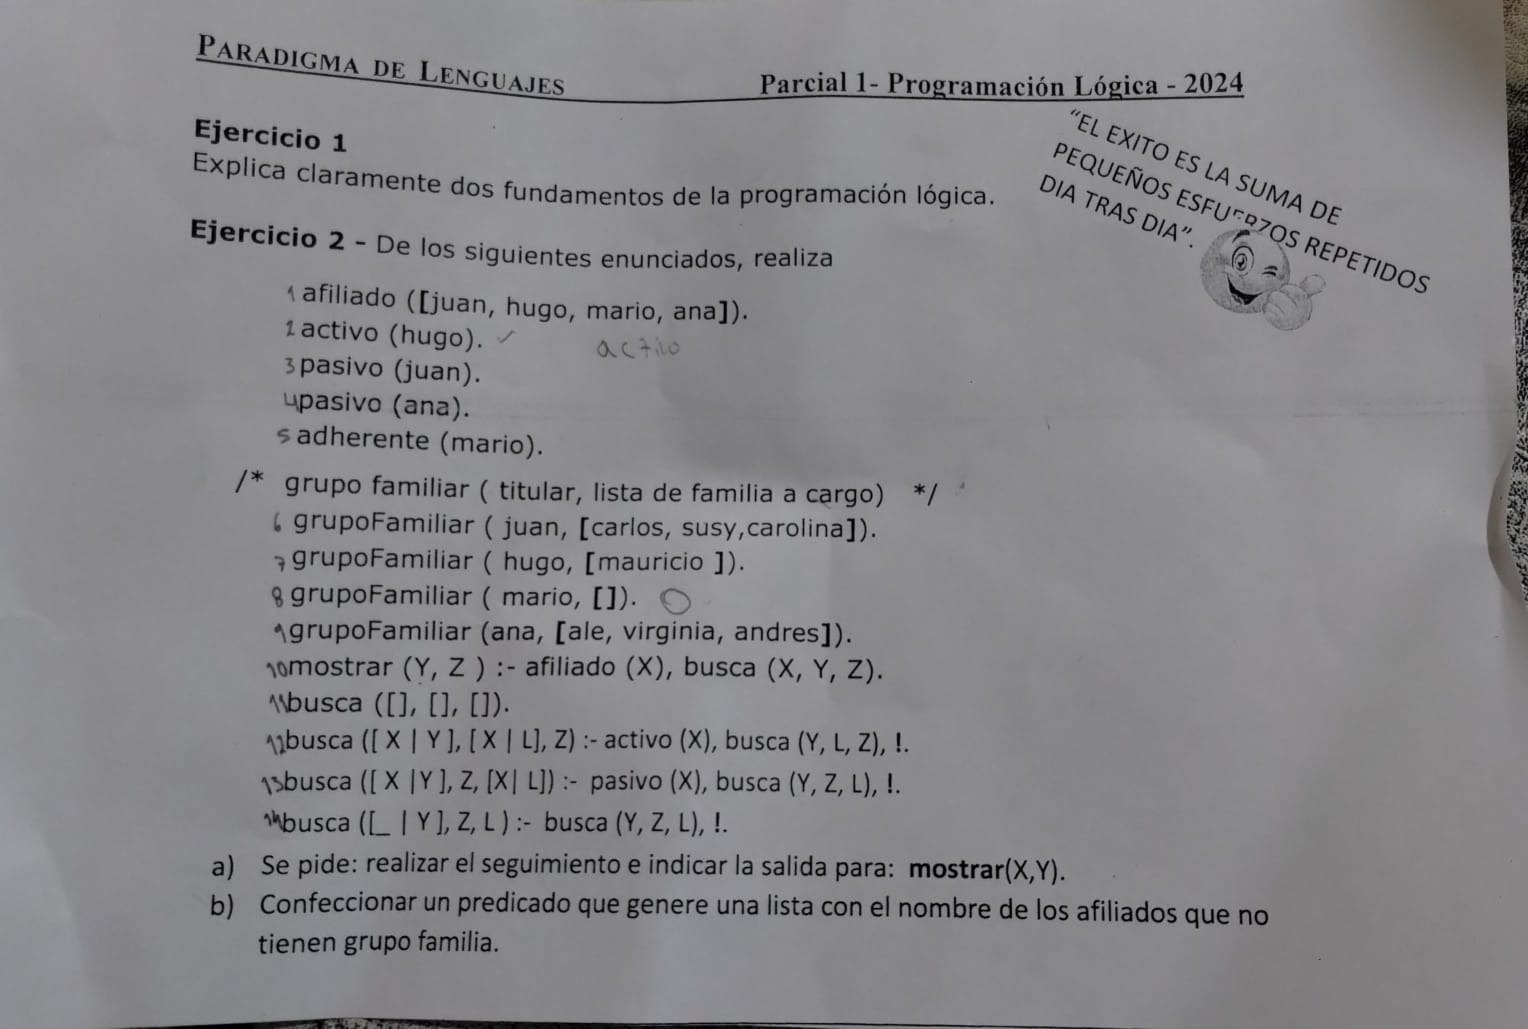 PARADIGMA DE LENGUAJES
Parcial 1- Programación Lógica - 2024
"EL EXITO ES LA SUMA DE
PEQUEÑOS ESFUERZOS REPETIDOS
DIA TRAS DIA".
Ejercicio 1
Explica claramente dos fundamentos de la programación lógica.
Ejercicio 2 - De los siguientes enunciados, realiza
1 afiliado ([juan, hugo, mario, ana]).
2 activo (hugo). ✓
activo
3 pasivo (juan).
4 pasivo (ana).
5 adherente (mario).
/* grupo familiar ( titular, lista de familia a cargo) */
6 grupoFamiliar ( juan, [carlos, susy,carolina]).
7 grupoFamiliar ( hugo, [mauricio ]).
8 grupoFamiliar ( mario, []).
9 grupoFamiliar (ana, [ale, virginia, andres]).
10 mostrar (Y, Z ) :- afiliado (X), busca (X, Y, Z).
11 busca ([], [], []).
12 busca ([ X | Y ], [ X | L], Z) :- activo (X), busca (Y, L, Z), !.
13 busca ([ X |Y ], Z, [X| L]) :- pasivo (X), busca (Y, Z, L), !.
14 busca ([_ | Y ], Z, L ) :- busca (Y, Z, L), !.
a) Se pide: realizar el seguimiento e indicar la salida para: mostrar(X,Y).
b) Confeccionar un predicado que genere una lista con el nombre de los afiliados que no
tienen grupo familia.